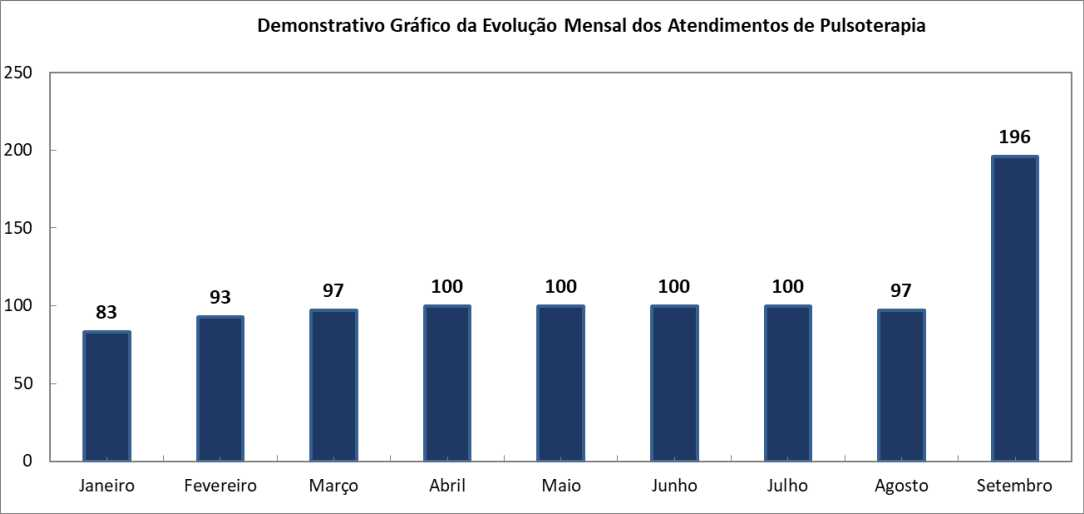 Demonstrativo Gráfico da Evolução Mensal dos Atendimentos de Pulsoterapia
250
200
150
100
50
0
83
93
97
100
100
100
100
97
196
Janeiro
Fevereiro
Março
Abril
Maio
Junho
Julho
Agosto
Setembro